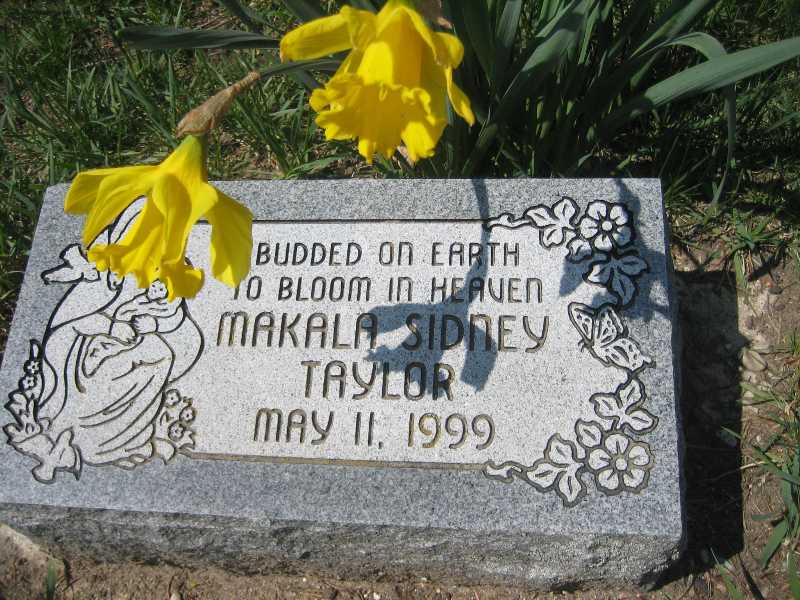 BUDDED ON EARTH
TO BLOOM IN HEAVEN
MAKALA SIDNEY
TAYLOR
MAY 11, 1999